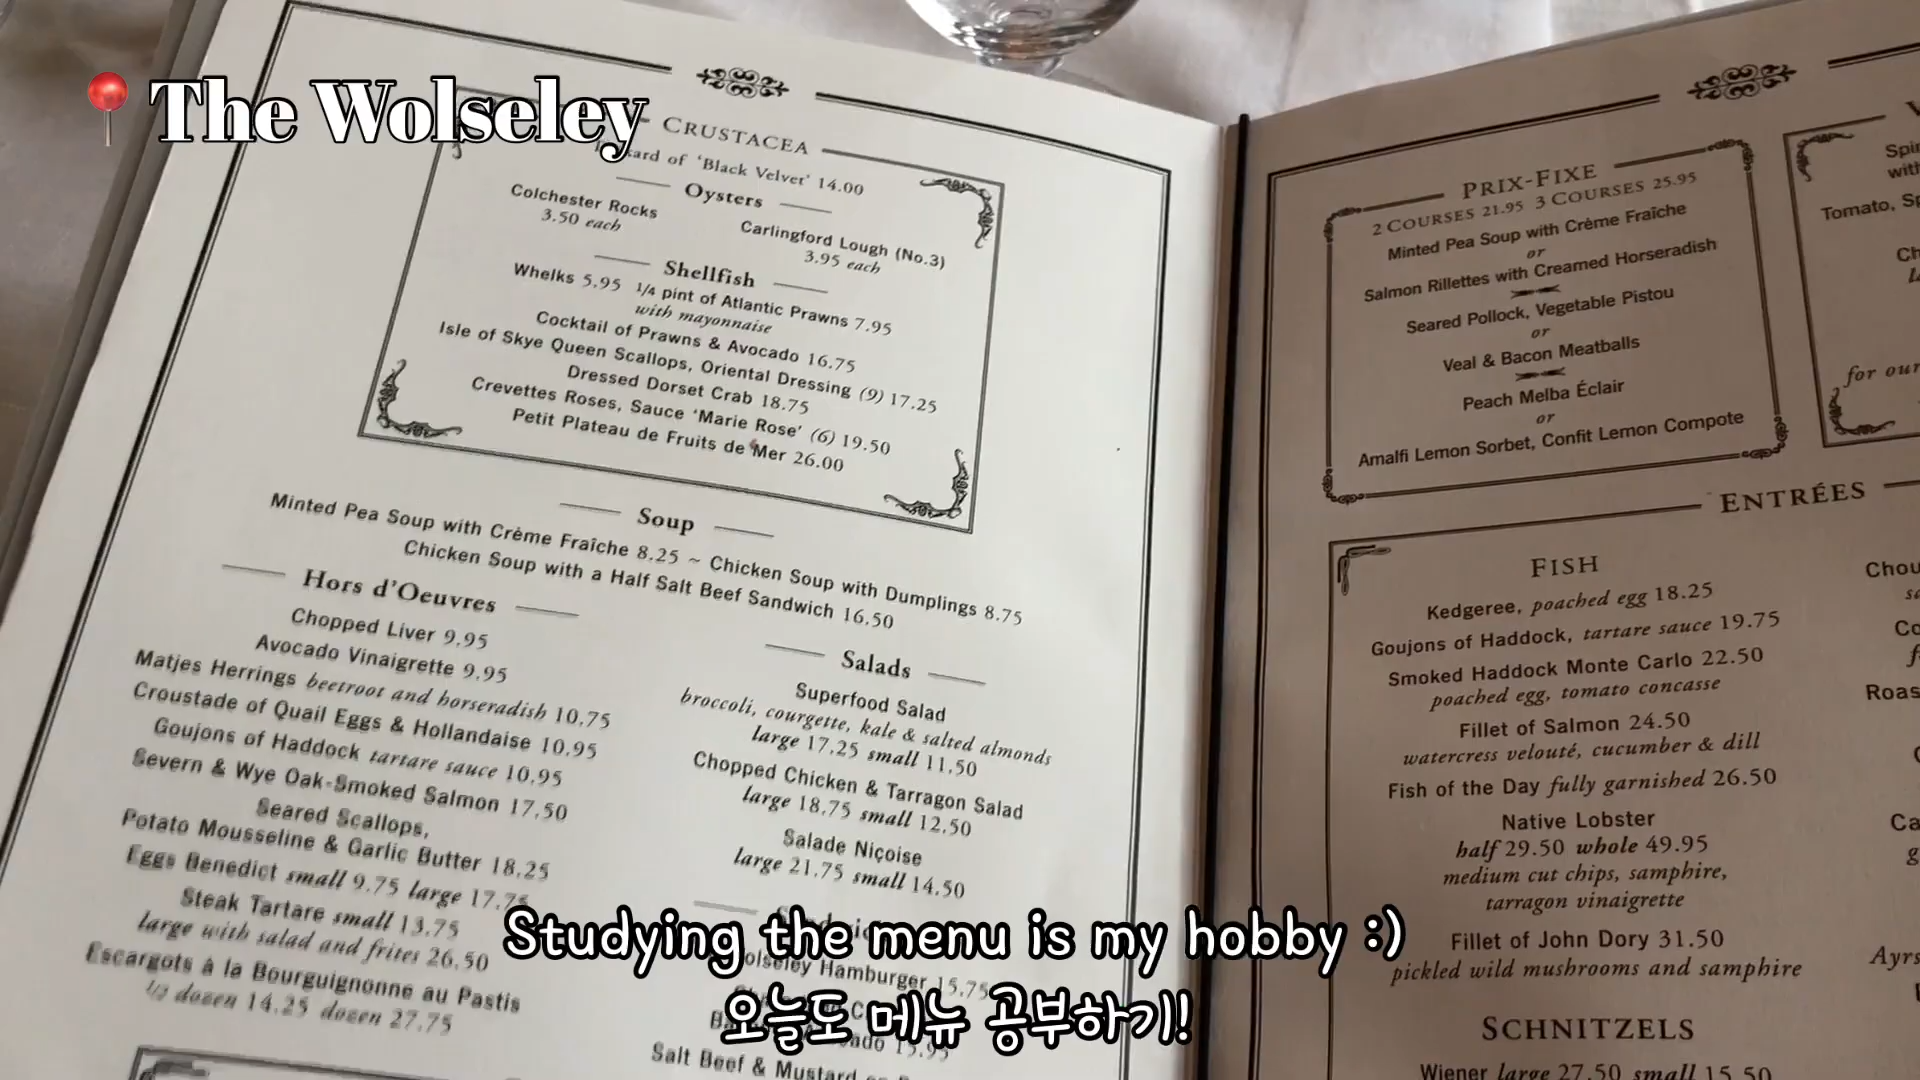 The Wolseley
CRUSTACEA
of 'Black Velvet' 14.00
Oysters
Colchester Rocks
3.50 each
Carlingford Lough (No.3)
3.95 each
Shellfish
Whelks 5.95 1/4 pint of Atlantic Prawns 7.95
with mayonnaise
Cocktail of Prawns & Avocado 16.75
Isle of Skye Queen Scallops, Oriental Dressing (9) 17.25
Dressed Dorset Crab 18.75
Crevettes Roses, Sauce 'Marie Rose' (6) 19.50
Petit Plateau de Fruits de Mer 26.00
Soup
Minted Pea Soup with Crème Fraîche 8.25 ~ Chicken Soup with Dumplings 8.75
Chicken Soup with a Half Salt Beef Sandwich 16.50
Hors d'Oeuvres
Chopped Liver 9.95
Avocado Vinaigrette 9.95
Matjes Herrings beetroot and horseradish 10.75
Croustade of Quail Eggs & Hollandaise 10.95
Goujons of Haddock tartare sauce 10.95
Severn & Wye Oak-Smoked Salmon 17.50
Seared Scallops,
Potato Mousseline & Garlic Butter 18.25
Eggs Benedict small 9.75 large 17.75
Steak Tartare small 13.75
large with salad and frites 26.50
Escargots à la Bourguignonne au Pastis
1/2 dozen 14.25 dozen 27.75
Salads
Superfood Salad
broccoli, courgette, kale & salted almonds
large 17.25 small 11.50
Chopped Chicken & Tarragon Salad
large 18.75 small 12.50
Salade Niçoise
large 21.75 small 14.50
Hamburger 15.75
15.95
Salt Beef & Mustard
PRIX-FIXE
2 COURSES 21.95 3 COURSES 25.95
Minted Pea Soup with Crème Fraîche
or
Salmon Rillettes with Creamed Horseradish
Seared Pollock, Vegetable Pistou
or
Veal & Bacon Meatballs
Peach Melba Éclair
or
Amalfi Lemon Sorbet, Confit Lemon Compote
Tomato,
for our
ENTRÉES
FISH
Kedgeree, poached egg 18.25
Goujons of Haddock, tartare sauce 19.75
Smoked Haddock Monte Carlo 22.50
poached egg, tomato concasse
Fillet of Salmon 24.50
watercress velouté, cucumber & dill
Fish of the Day fully garnished 26.50
Native Lobster
half 29.50 whole 49.95
medium cut chips, samphire,
tarragon vinaigrette
Fillet of John Dory 31.50
pickled wild mushrooms and samphire
SCHNITZELS
Wiener large 27.50 small 15.50
Studying the menu is my hobby :)
오늘도 메뉴 공부하기!